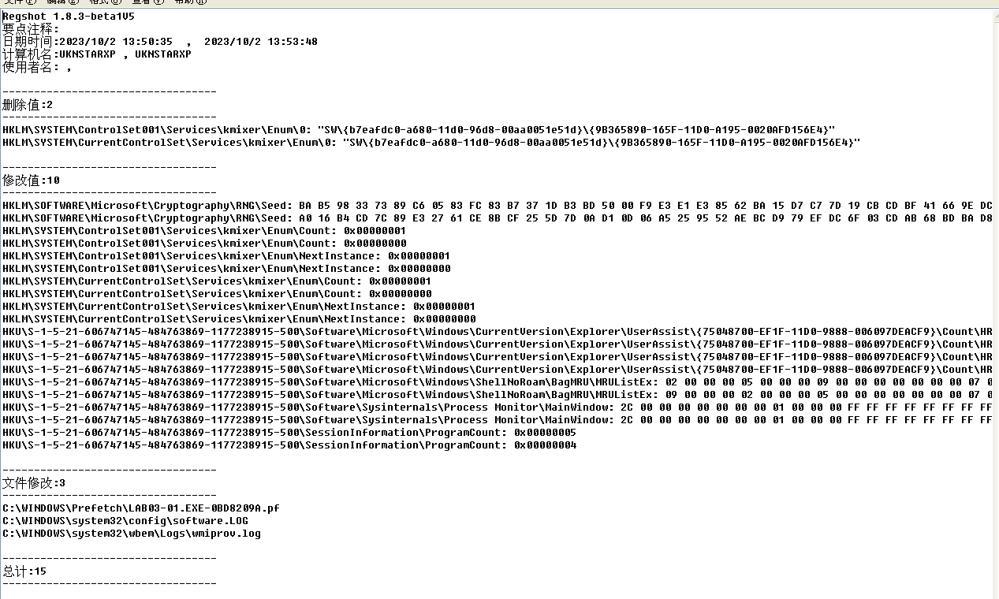 文件(F) 编辑(E) 格式(O) 查看(V) 帮助(H)
Regshot 1.8.3-beta1V5
要点注释:
日期时间:2023/10/2 13:50:35  ,  2023/10/2 13:53:48
计算机名:UKNSTARXP , UKNSTARXP
使用者名: ,
----------------------------------
删除值:2
----------------------------------
HKLM\SYSTEM\ControlSet001\Services\kmixer\Enum\0: "SW\{b7eafdc0-a680-11d0-96d8-00aa0051e51d}\{9B365890-165F-11D0-A195-0020AFD156E4}"
HKLM\SYSTEM\CurrentControlSet\Services\kmixer\Enum\0: "SW\{b7eafdc0-a680-11d0-96d8-00aa0051e51d}\{9B365890-165F-11D0-A195-0020AFD156E4}"
----------------------------------
修改值:10
----------------------------------
HKLM\SOFTWARE\Microsoft\Cryptography\RNG\Seed: BA B5 98 33 73 89 C6 05 83 FC 83 B7 37 1D B3 BD 50 00 F9 E3 E1 E3 85 62 BA 15 D7 C7 7D 19 CB CD BF 41 66 9E DC
HKLM\SOFTWARE\Microsoft\Cryptography\RNG\Seed: A0 16 B4 CD 7C 89 E3 27 61 CE 8B CF 25 5D 7D 0A D1 0D 06 A5 25 95 52 AE BC D9 79 EF DC 6F 03 CD AB 68 BD BA D8
HKLM\SYSTEM\ControlSet001\Services\kmixer\Enum\Count: 0x00000001
HKLM\SYSTEM\ControlSet001\Services\kmixer\Enum\Count: 0x00000000
HKLM\SYSTEM\ControlSet001\Services\kmixer\Enum\NextInstance: 0x00000001
HKLM\SYSTEM\ControlSet001\Services\kmixer\Enum\NextInstance: 0x00000000
HKLM\SYSTEM\CurrentControlSet\Services\kmixer\Enum\Count: 0x00000001
HKLM\SYSTEM\CurrentControlSet\Services\kmixer\Enum\Count: 0x00000000
HKLM\SYSTEM\CurrentControlSet\Services\kmixer\Enum\NextInstance: 0x00000001
HKLM\SYSTEM\CurrentControlSet\Services\kmixer\Enum\NextInstance: 0x00000000
HKU\S-1-5-21-606747145-484763869-1177238915-500\Software\Microsoft\Windows\CurrentVersion\Explorer\UserAssist\{75048700-EF1F-11D0-9888-006097DEACF9}\Count\HR
HKU\S-1-5-21-606747145-484763869-1177238915-500\Software\Microsoft\Windows\CurrentVersion\Explorer\UserAssist\{75048700-EF1F-11D0-9888-006097DEACF9}\Count\HR
HKU\S-1-5-21-606747145-484763869-1177238915-500\Software\Microsoft\Windows\CurrentVersion\Explorer\UserAssist\{75048700-EF1F-11D0-9888-006097DEACF9}\Count\HR
HKU\S-1-5-21-606747145-484763869-1177238915-500\Software\Microsoft\Windows\CurrentVersion\Explorer\UserAssist\{75048700-EF1F-11D0-9888-006097DEACF9}\Count\HR
HKU\S-1-5-21-606747145-484763869-1177238915-500\Software\Microsoft\Windows\ShellNoRoam\BagMRU\MRUListEx: 02 00 00 00 05 00 00 00 09 00 00 00 00 00 00 00 07 0
HKU\S-1-5-21-606747145-484763869-1177238915-500\Software\Microsoft\Windows\ShellNoRoam\BagMRU\MRUListEx: 09 00 00 00 02 00 00 00 05 00 00 00 00 00 00 00 07 0
HKU\S-1-5-21-606747145-484763869-1177238915-500\Software\Sysinternals\Process Monitor\MainWindow: 2C 00 00 00 00 00 00 00 01 00 00 00 FF FF FF FF FF FF FF FF
HKU\S-1-5-21-606747145-484763869-1177238915-500\Software\Sysinternals\Process Monitor\MainWindow: 2C 00 00 00 00 00 00 00 01 00 00 00 FF FF FF FF FF FF FF FF
HKU\S-1-5-21-606747145-484763869-1177238915-500\SessionInformation\ProgramCount: 0x00000005
HKU\S-1-5-21-606747145-484763869-1177238915-500\SessionInformation\ProgramCount: 0x00000004
----------------------------------
文件修改:3
----------------------------------
C:\WINDOWS\Prefetch\LAB03-01.EXE-0BD8209A.pf
C:\WINDOWS\system32\config\software.LOG
C:\WINDOWS\system32\wbem\Logs\wmiprov.log
----------------------------------
总计:15
----------------------------------